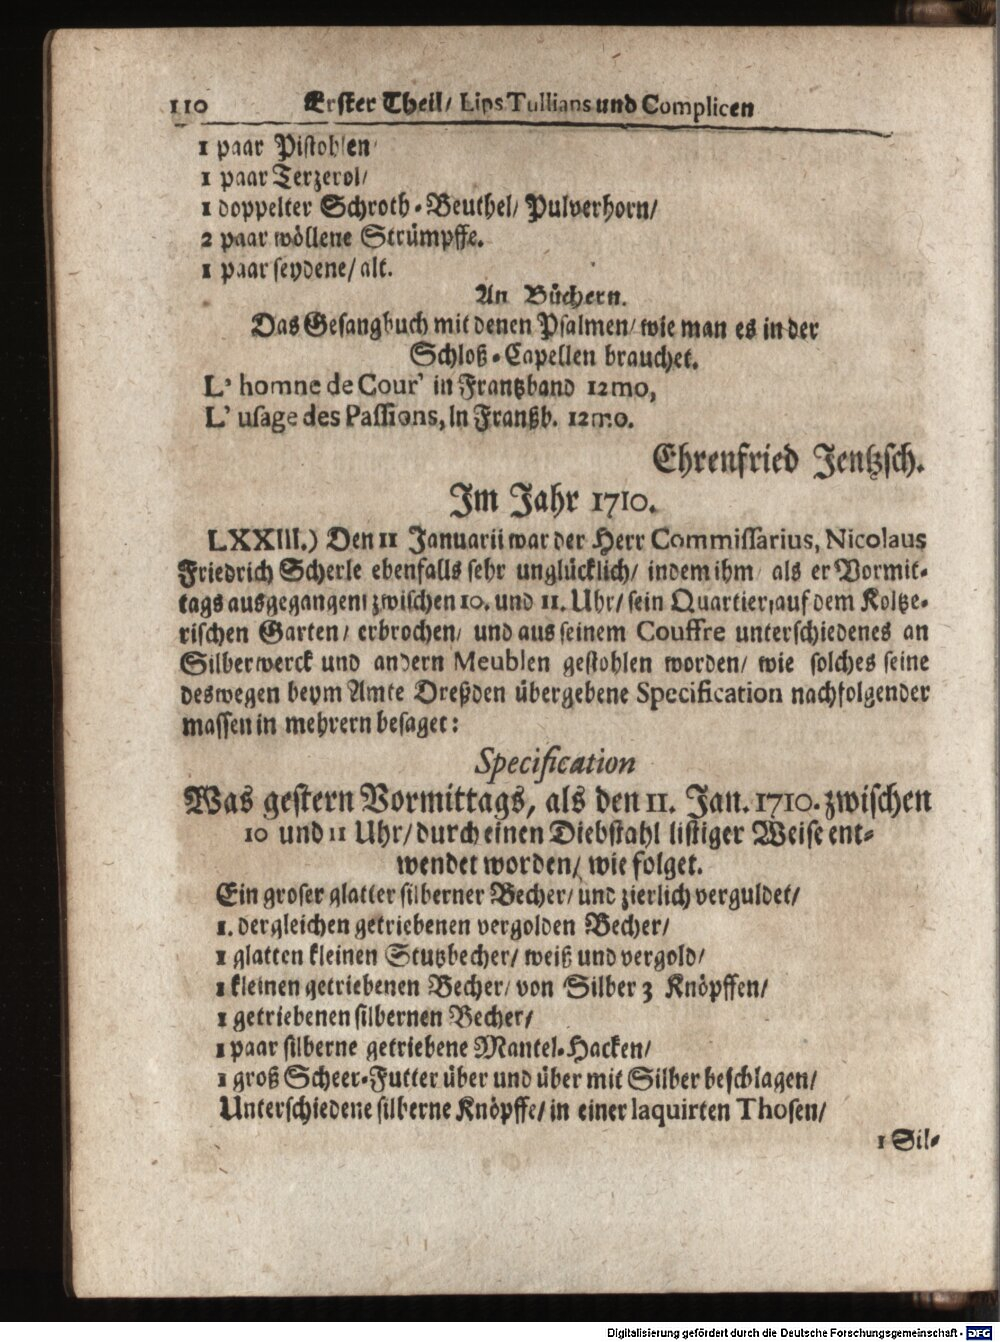 110 Erster Theil/ Lips Tullians und Complicen
1 paar Pistohlen/
1 paar Terzerol/
1 doppelter Schroth-Beuthel/ Pulverhorn/
2 paar wöllene Strümpffe.
1 paar seydene/ alt.
An Büchern.
Das Gesangbuch mit denen Psalmen/ wie man es in der
Schloß-Capellen brauchet.
L' homne de Cour' in Frantzband 12mo,
L' usage des Passions, in Frantzb. 12mo.
Ehrenfried Jentzsch.
Im Jahr 1710.
LXXIII.) Den 11 Januarii war der Herr Commissarius, Nicolaus
Friedrich Scherle ebenfalls sehr unglücklich/ indem ihm/ als er Vormit-
tags ausgegangen/ zwischen 10. und 11. Uhr/ sein Quartier, auf dem Koltze-
rischen Garten/ erbrochen/ und aus seinem Couffre unterschiedenes an
Silberwerck und andern Meublen gestohlen worden/ wie solches seine
deswegen beym Amte Dreßden übergebene Specification nachfolgender
massen in mehrern besaget:
Specification
Was gestern Vormittags, als den 11. Jan. 1710. zwischen
10 und 11 Uhr/ durch einen Diebstahl listiger Weise ent-
wendet worden/ wie folget.
Ein groser glatter silberner Becher/ und zierlich verguldet/
1. dergleichen getriebenen vergolden Becher/
1 glatten kleinen Stutzbecher/ weiß und vergold/
1 kleinen getriebenen Becher/ von Silber 3 Knöpffen/
1 getriebenen silbernen Becher/
1 paar silberne getriebene Mantel-Hacken/
1 groß Scheer-Futter über und über mit Silber beschlagen/
Unterschiedene silberne Knöpffe/ in einer laquirten Thosen/
1 Sil-
Digitalisierung gefördert durch die Deutsche Forschungsgemeinschaft - DFG